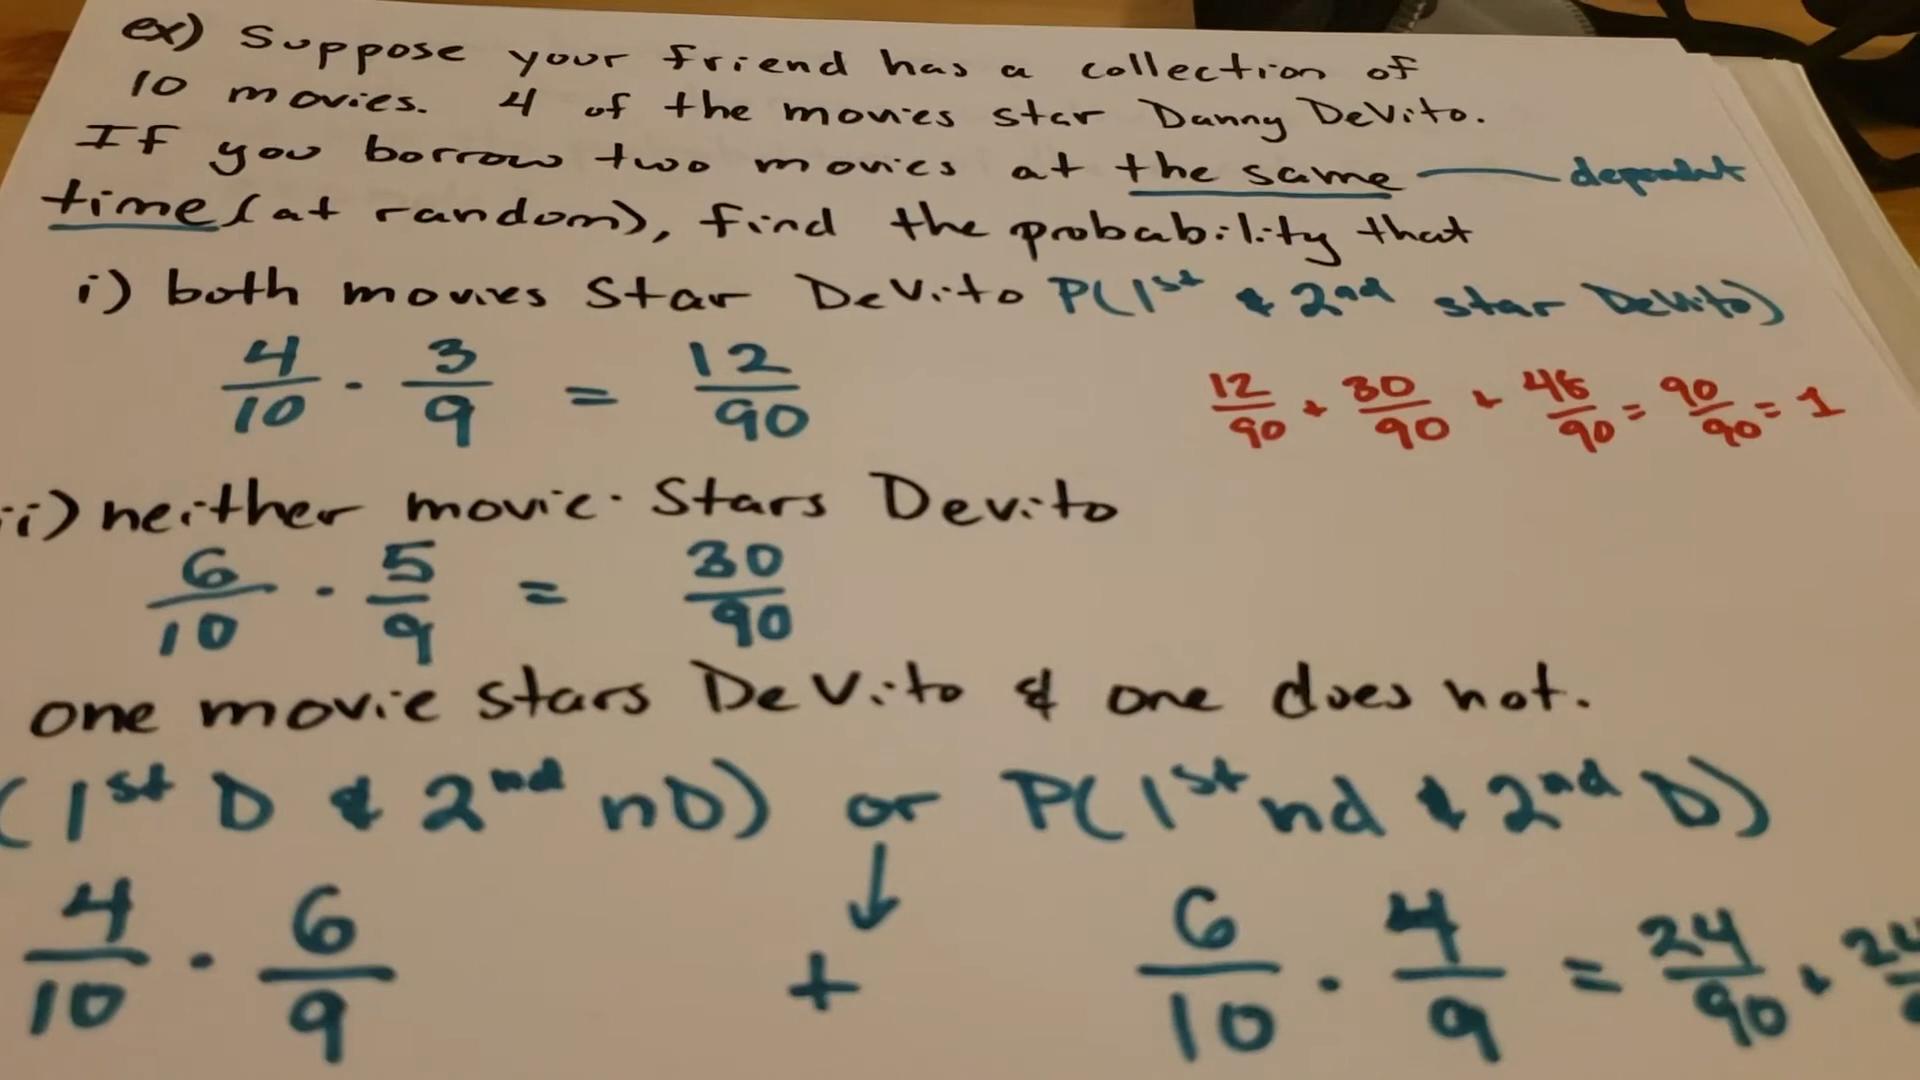 ex) Suppose your friend has a collection of
10 movies. 4 of the movies star Danny DeVito.
If you borrow two movies at the same — dependent
time (at random), find the probability that
i) both movies star DeVito P(1st & 2nd star DeVito)
4/10 · 3/9 = 12/90
12/90 + 30/90 + 48/90 = 90/90 = 1
ii) neither movie stars Devito
6/10 · 5/9 = 30/90
one movie stars DeVito & one does not.
(1st D & 2nd nD) or P(1st nd & 2nd D)
↓
4/10 · 6/9 + 6/10 · 4/9 = 24/90 + 24